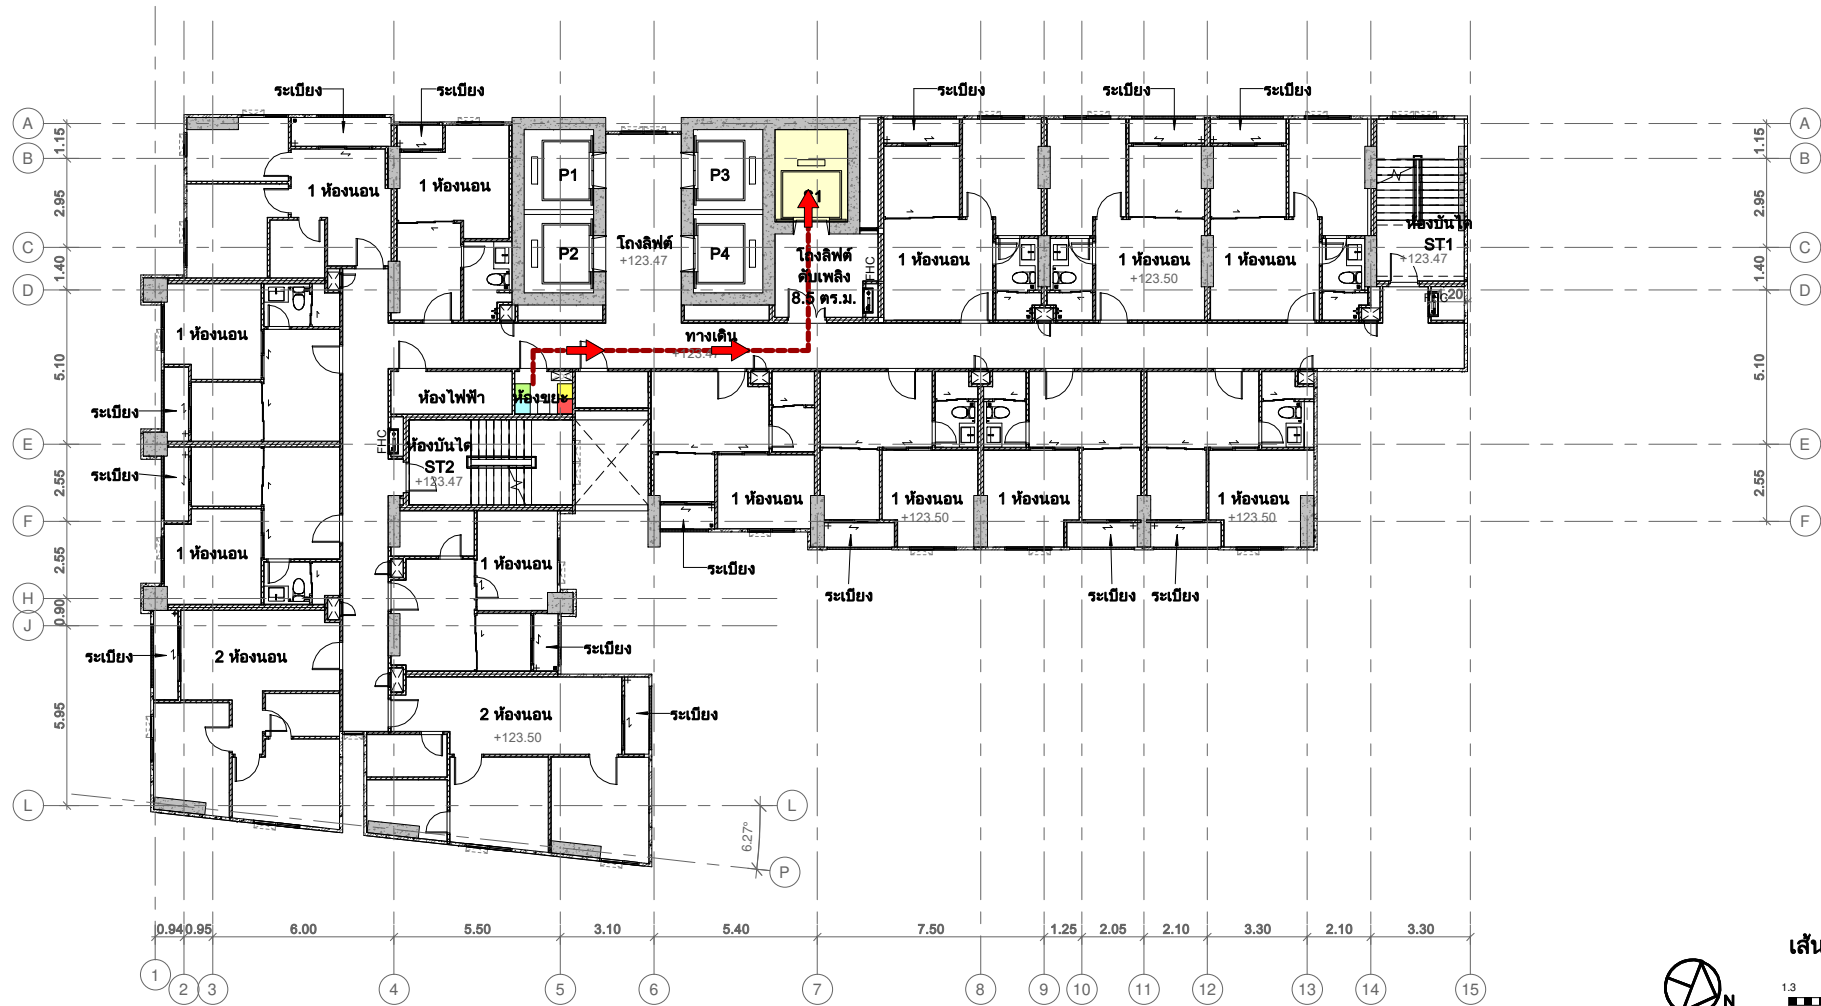 ระเบียง
ระเบียง
ระเบียง
ระเบียง
ระเบียง
A
A
1.15
1.15
B
B
P1
P3
1 ห้องนอน
1 ห้องนอน
2.95
2.95
ห้องบันได
ST1
+123.47
C
C
P2
โถงลิฟต์
+123.47
P4
โถงลิฟต์
ดับเพลิง
8.5 ตร.ม.
FHC
1 ห้องนอน
1 ห้องนอน
+123.50
1 ห้องนอน
1.40
1.40
D
D
20
1 ห้องนอน
ทางเดิน
+123.47
5.10
5.10
ห้องไฟฟ้า
ห้องขยะ
ระเบียง
E
E
FHC
ห้องบันได
ST2
+123.47
ระเบียง
2.55
2.55
1 ห้องนอน
1 ห้องนอน
+123.50
1 ห้องนอน
1 ห้องนอน
+123.50
F
F
1 ห้องนอน
1 ห้องนอน
2.55
ระเบียง
ระเบียง
ระเบียง
ระเบียง
H
0.90
J
ระเบียง
2 ห้องนอน
ระเบียง
5.95
2 ห้องนอน
+123.50
ระเบียง
L
L
6.27°
P
0.94
0.95
6.00
5.50
3.10
5.40
7.50
1.25
2.05
2.10
3.30
2.10
3.30
1
2
3
4
5
6
7
8
9
10
11
12
13
14
15
N
1.3